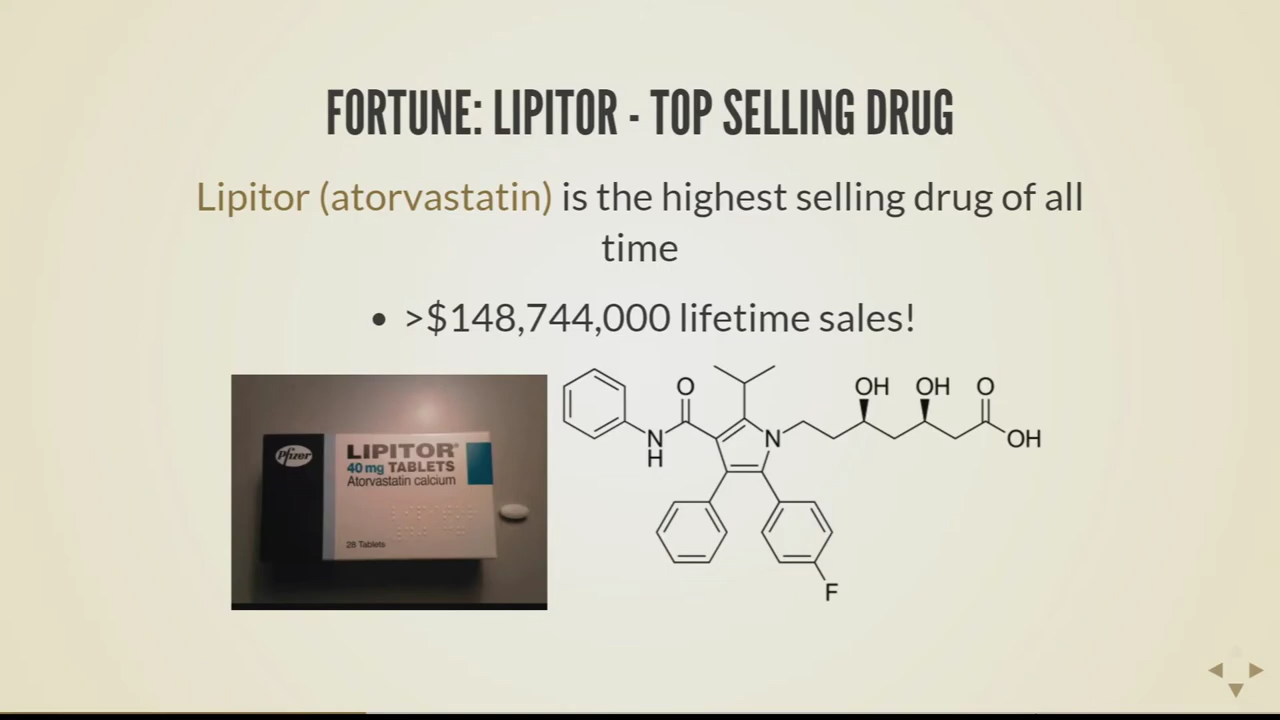 FORTUNE: LIPITOR - TOP SELLING DRUG
Lipitor (atorvastatin) is the highest selling drug of all
time
• >$148,744,000 lifetime sales!
Pfizer
LIPITOR®
40 mg TABLETS
Atorvastatin calcium
28 Tablets
O
N
H
N
OH
OH
O
OH
F